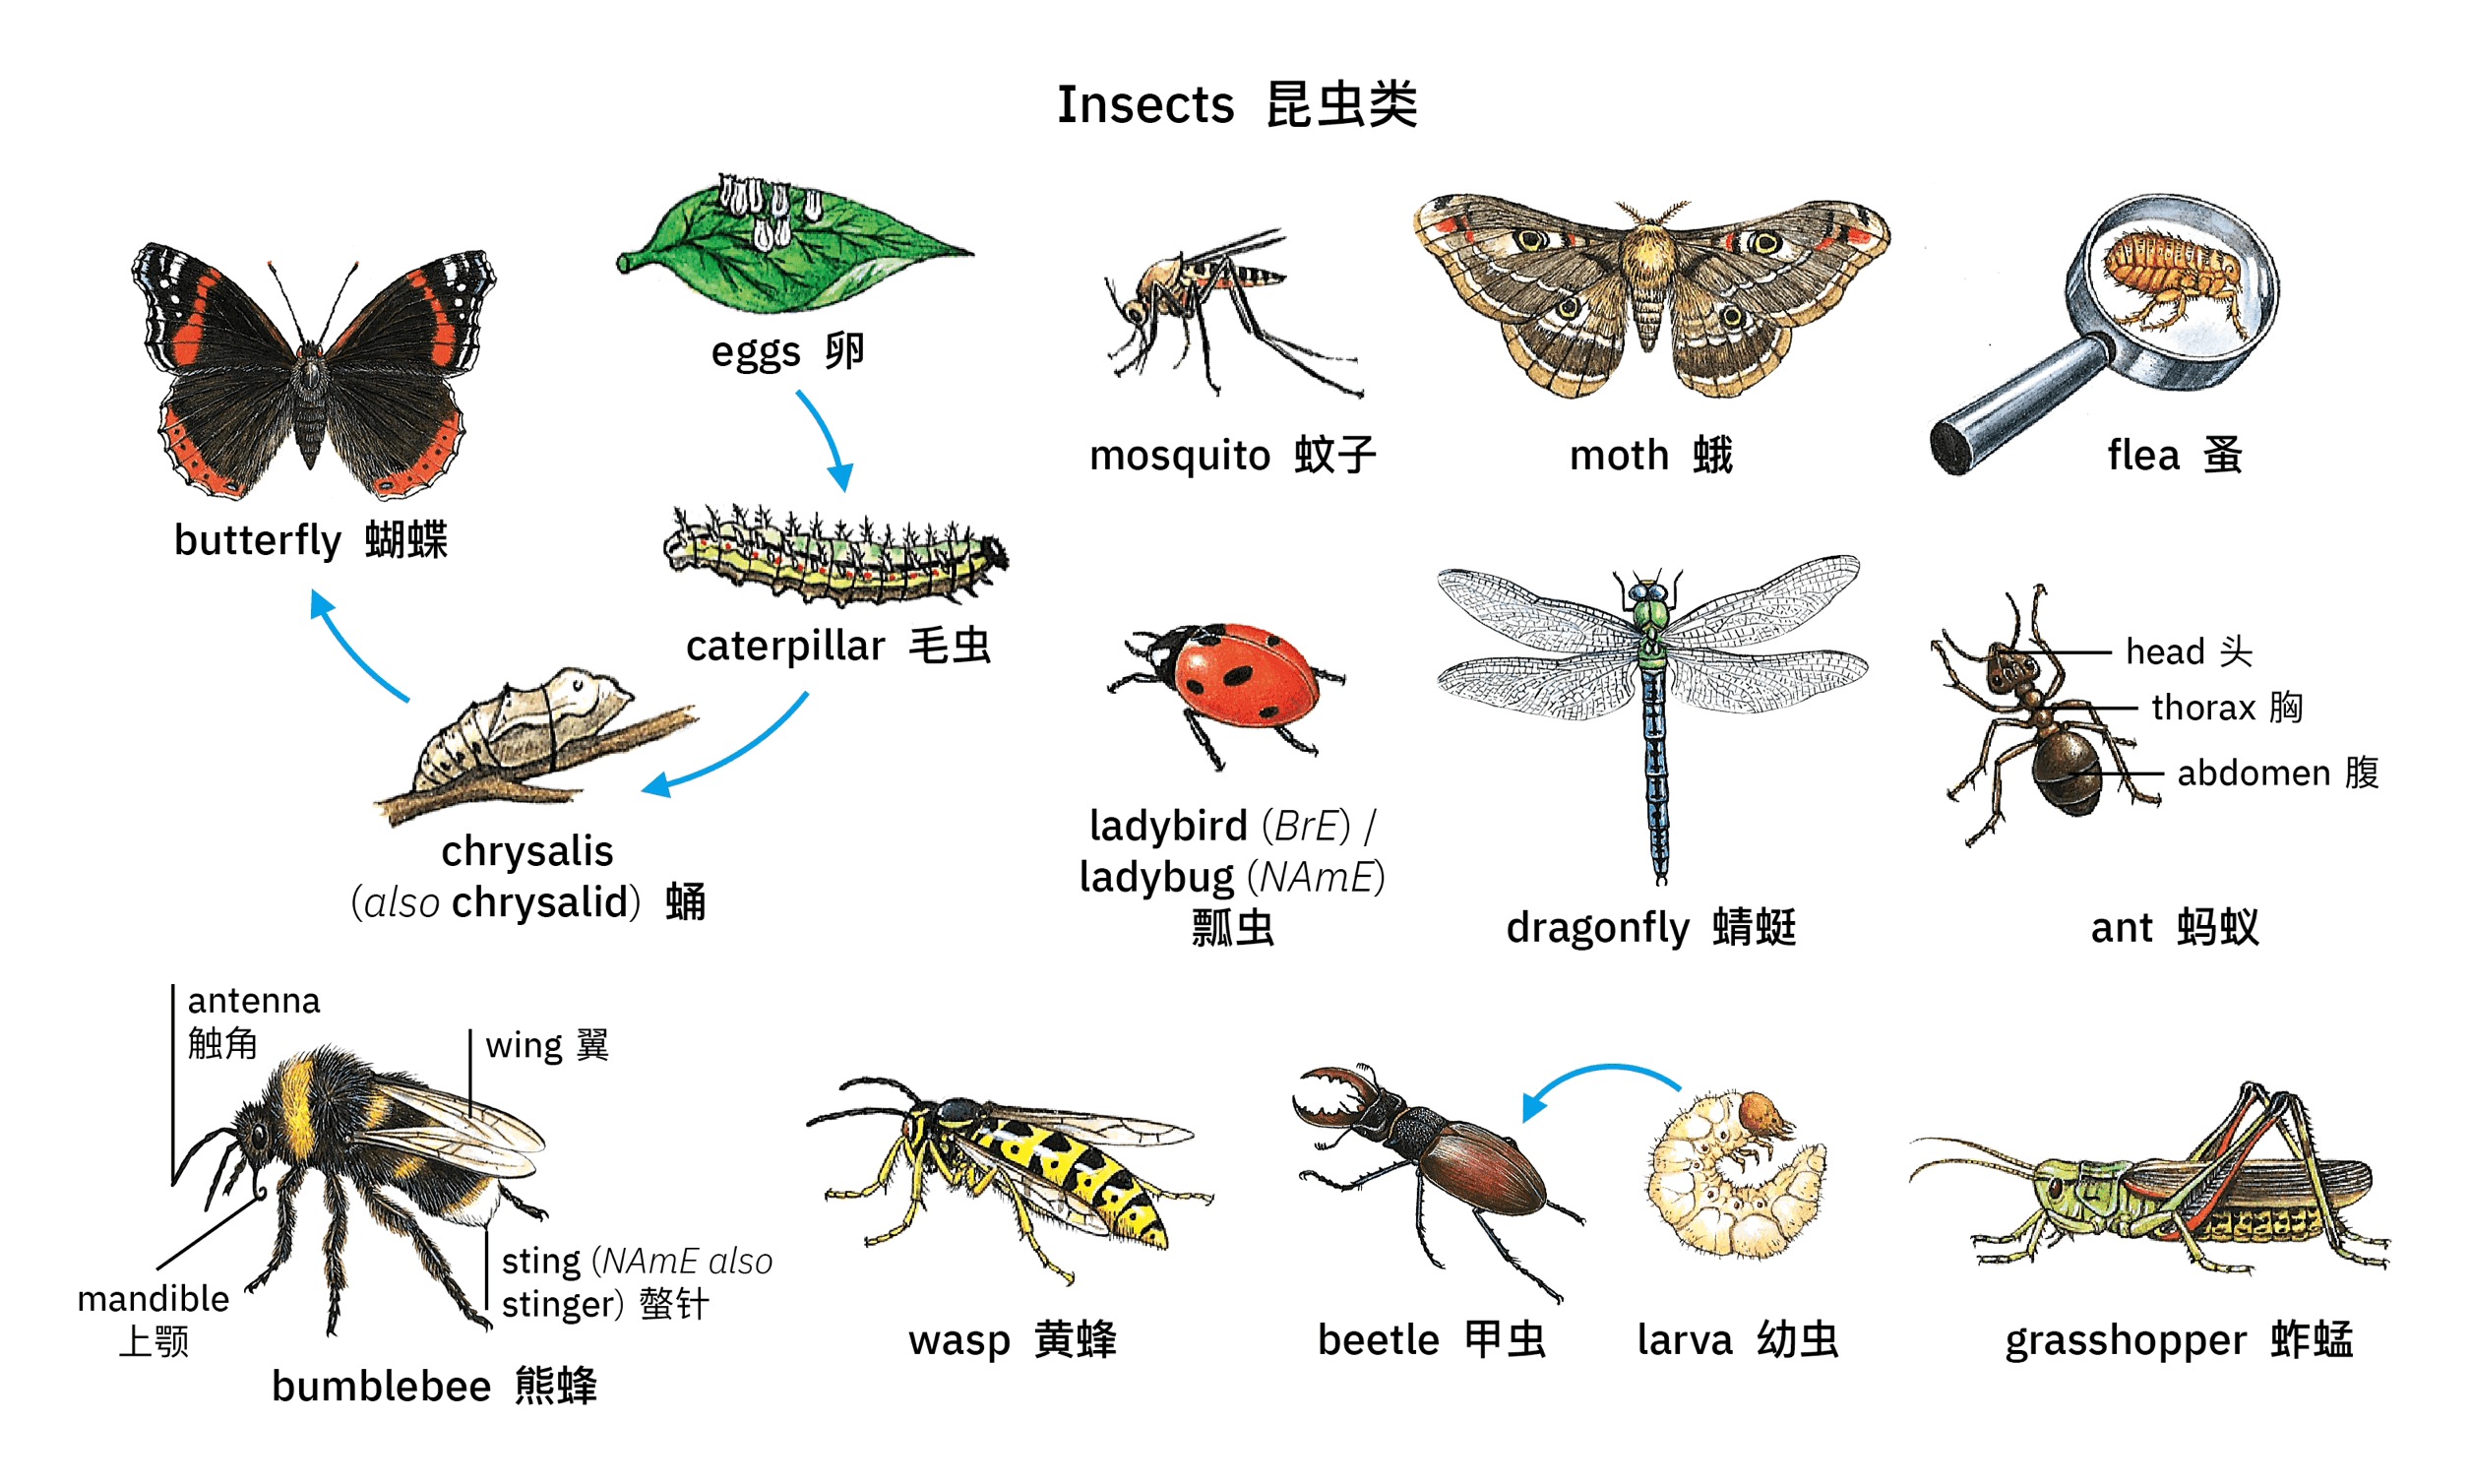 Insects 昆虫类
eggs 卵
butterfly 蝴蝶
caterpillar 毛虫
chrysalis
(also chrysalid) 蛹
mosquito 蚊子
moth 蛾
flea 蚤
ladybird (BrE) /
ladybug (NAmE)
瓢虫
dragonfly 蜻蜓
head 头
thorax 胸
abdomen 腹
ant 蚂蚁
antenna
触角
wing 翼
mandible
上颚
sting (NAmE also
stinger) 螫针
bumblebee 熊蜂
wasp 黄蜂
beetle 甲虫
larva 幼虫
grasshopper 蚱蜢